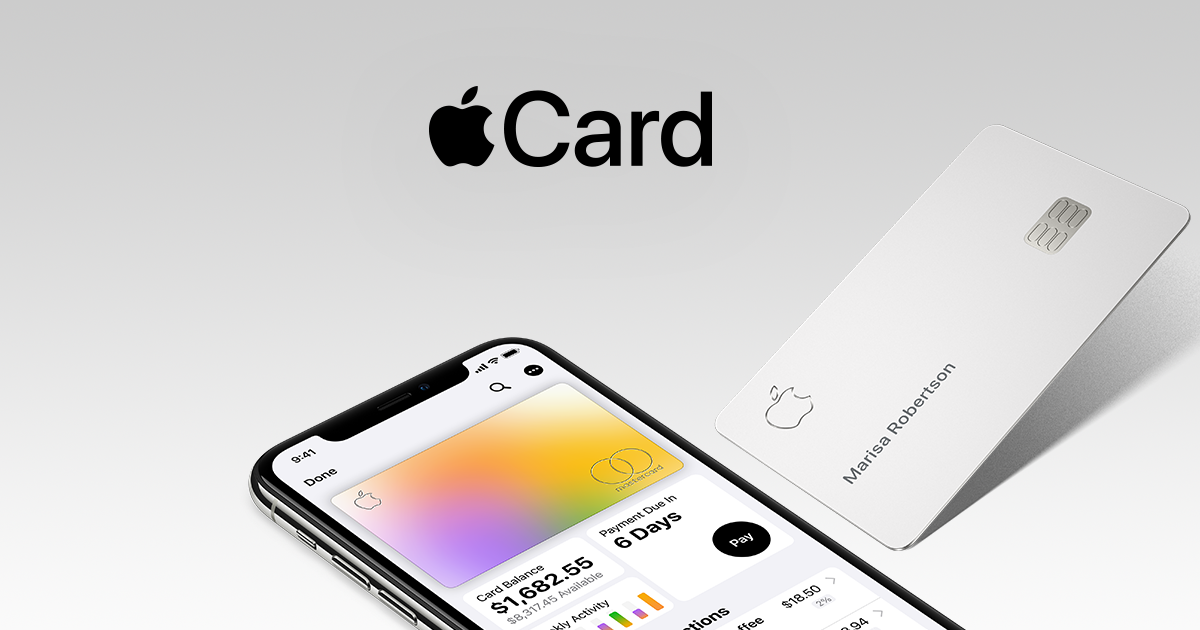 Card
9:41
Done
mastercard
Card Balance
$1,682.55
$8,317.45 Available
Payment Due In
6 Days
Pay
Activity
$18.50
2%
Marisa Robertson